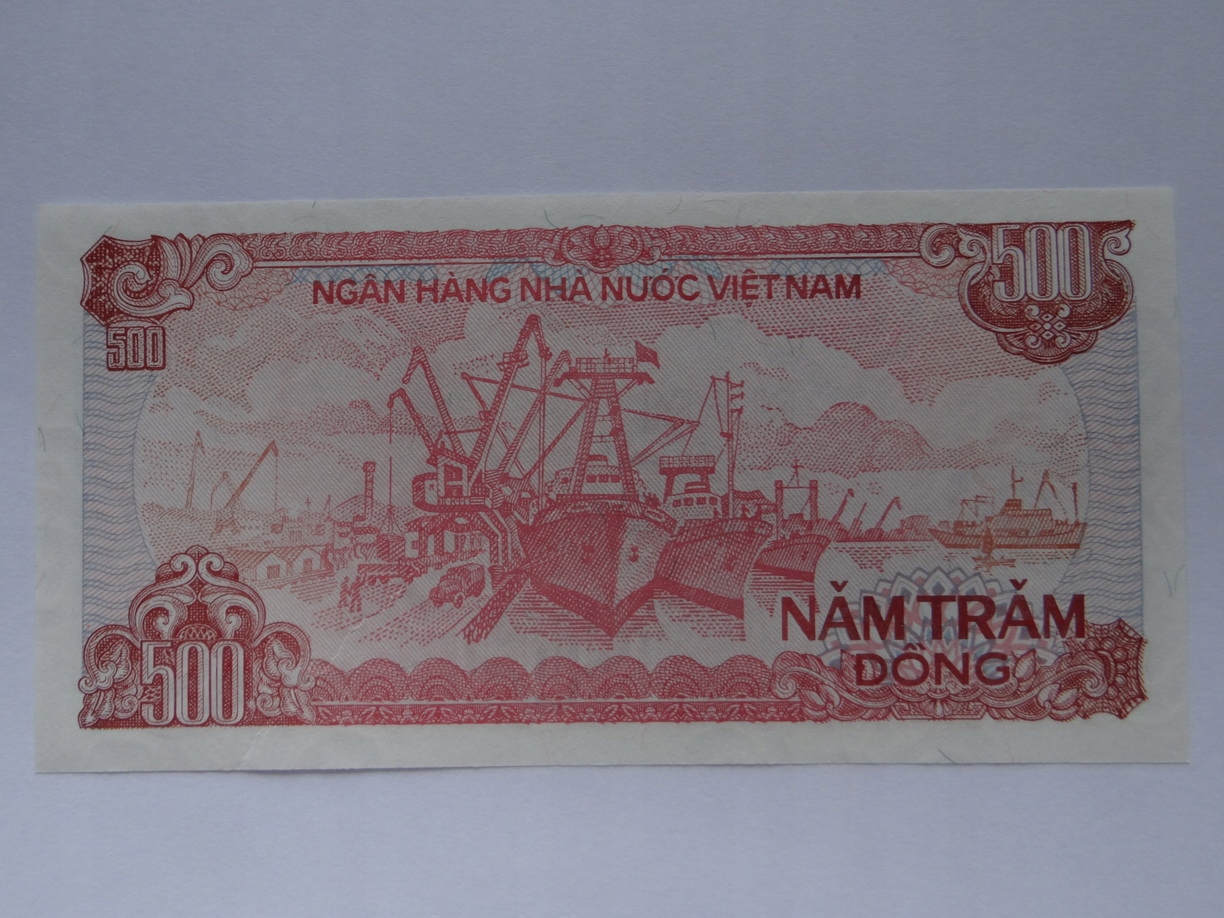 500
NGÂN HÀNG NHÀ NƯỚC VIỆT NAM
500
NĂM TRĂM
ĐỒNG
500